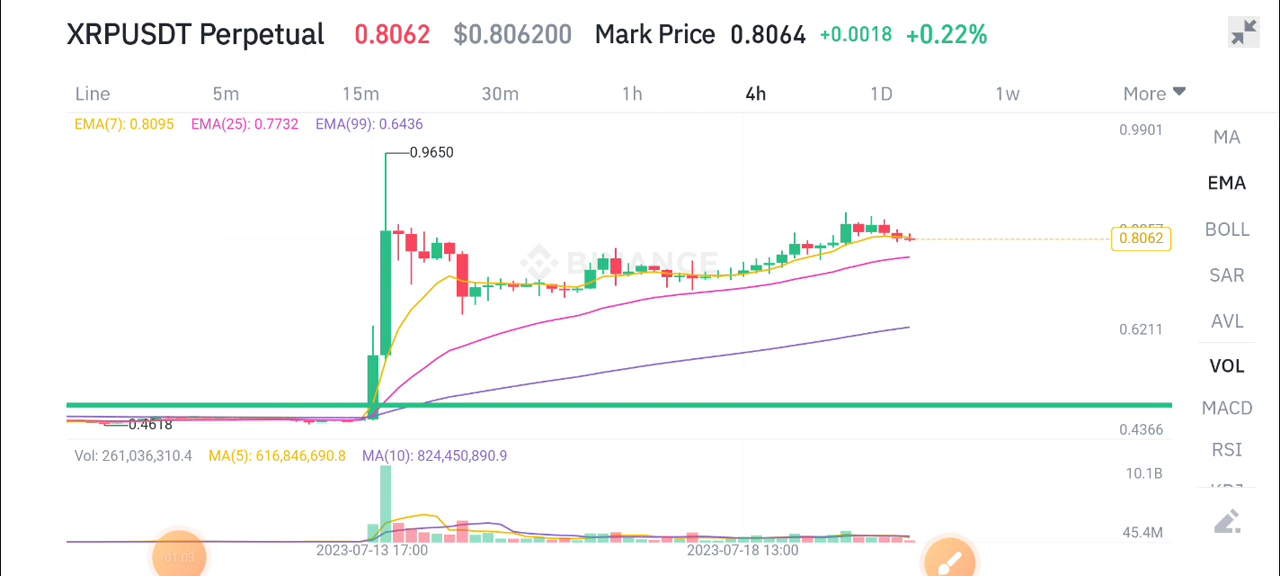 XRPUSDT Perpetual 0.8062 $0.806200 Mark Price 0.8064 +0.0018 +0.22%
Line 5m 15m 30m 1h 4h 1D 1w More
EMA(7): 0.8095 EMA(25): 0.7732 EMA(99): 0.6436
0.9901
MA
0.9650
EMA
BOLL
0.8062
BINANCE
SAR
AVL
0.6211
VOL
MACD
0.4618
0.4366
RSI
Vol: 261,036,310.4 MA(5): 616,846,690.8 MA(10): 824,450,890.9
10.1B
45.4M
2023-07-13 17:00 2023-07-18 13:00
01:03